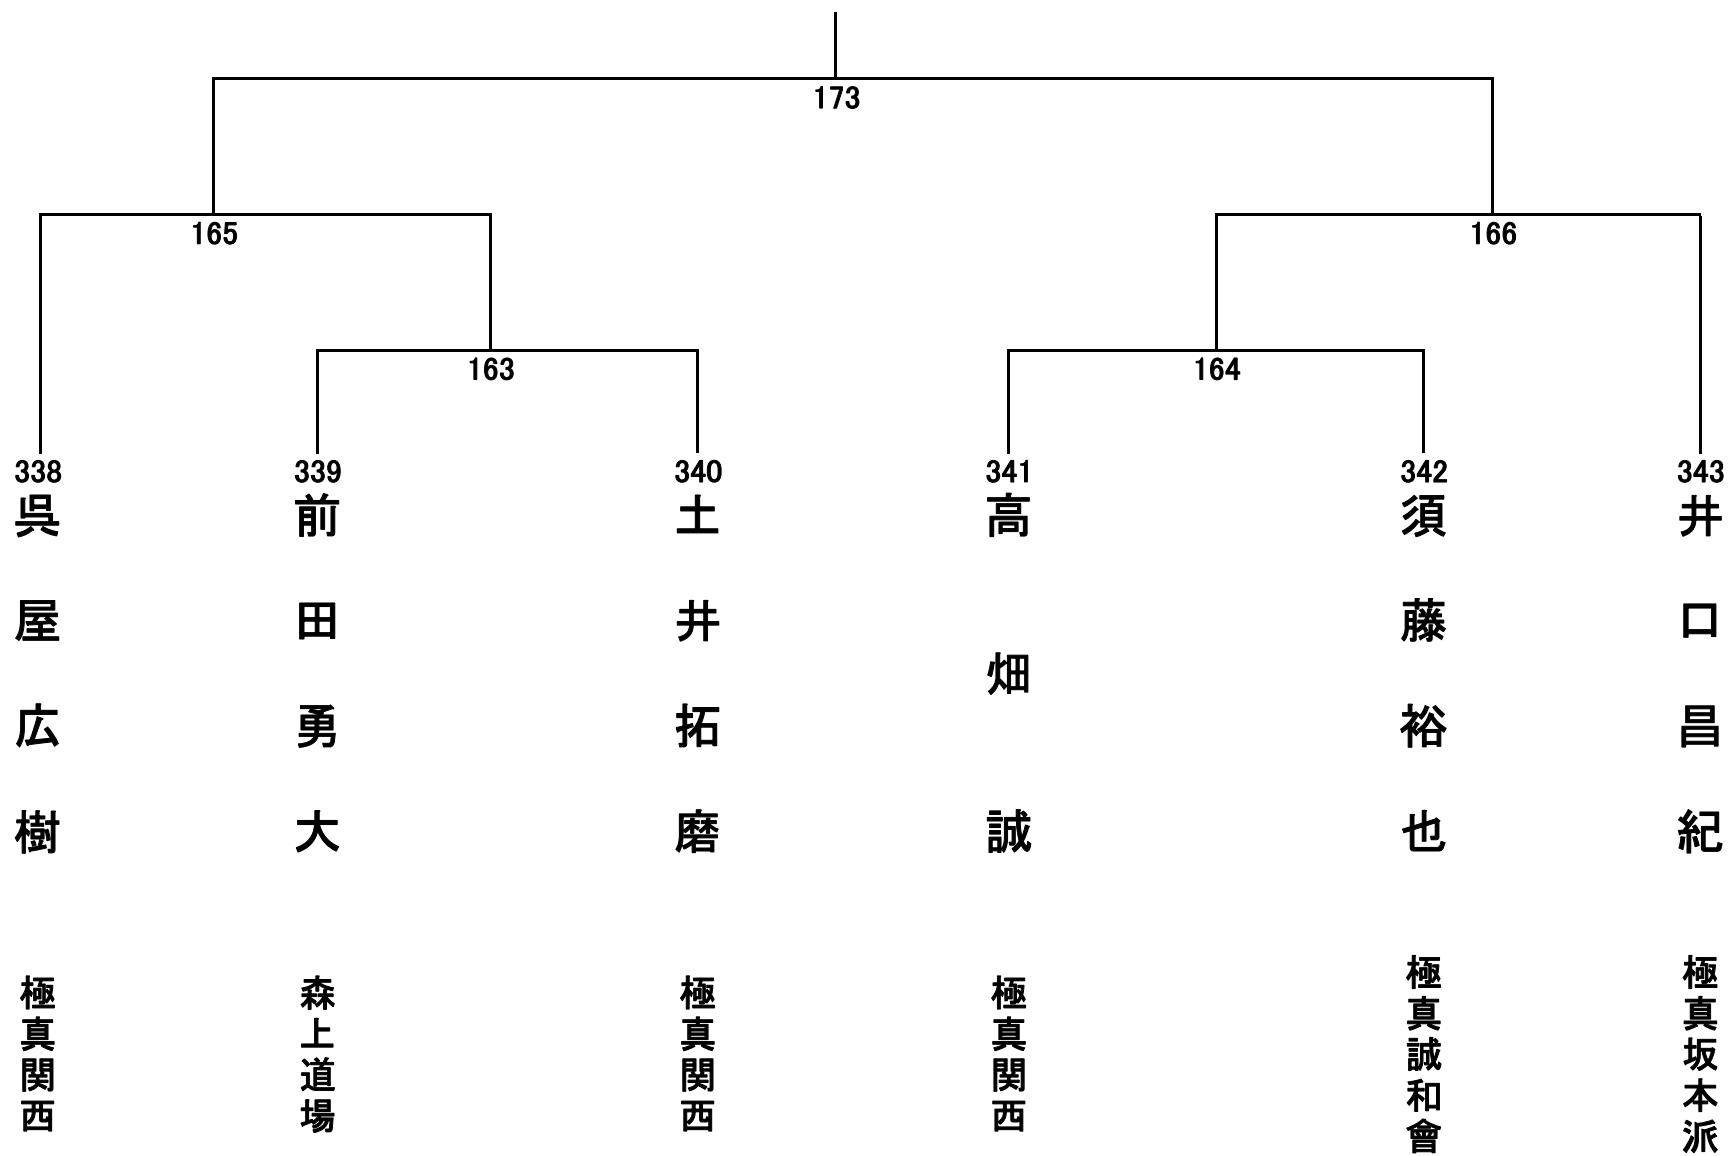 173
165
166
163
164
338
339
340
341
342
343
呉屋広樹
前田勇大
土井拓磨
高畑誠
須藤裕也
井口昌紀
極真関西
森上道場
極真関西
極真関西
極真誠和會
極真坂本派